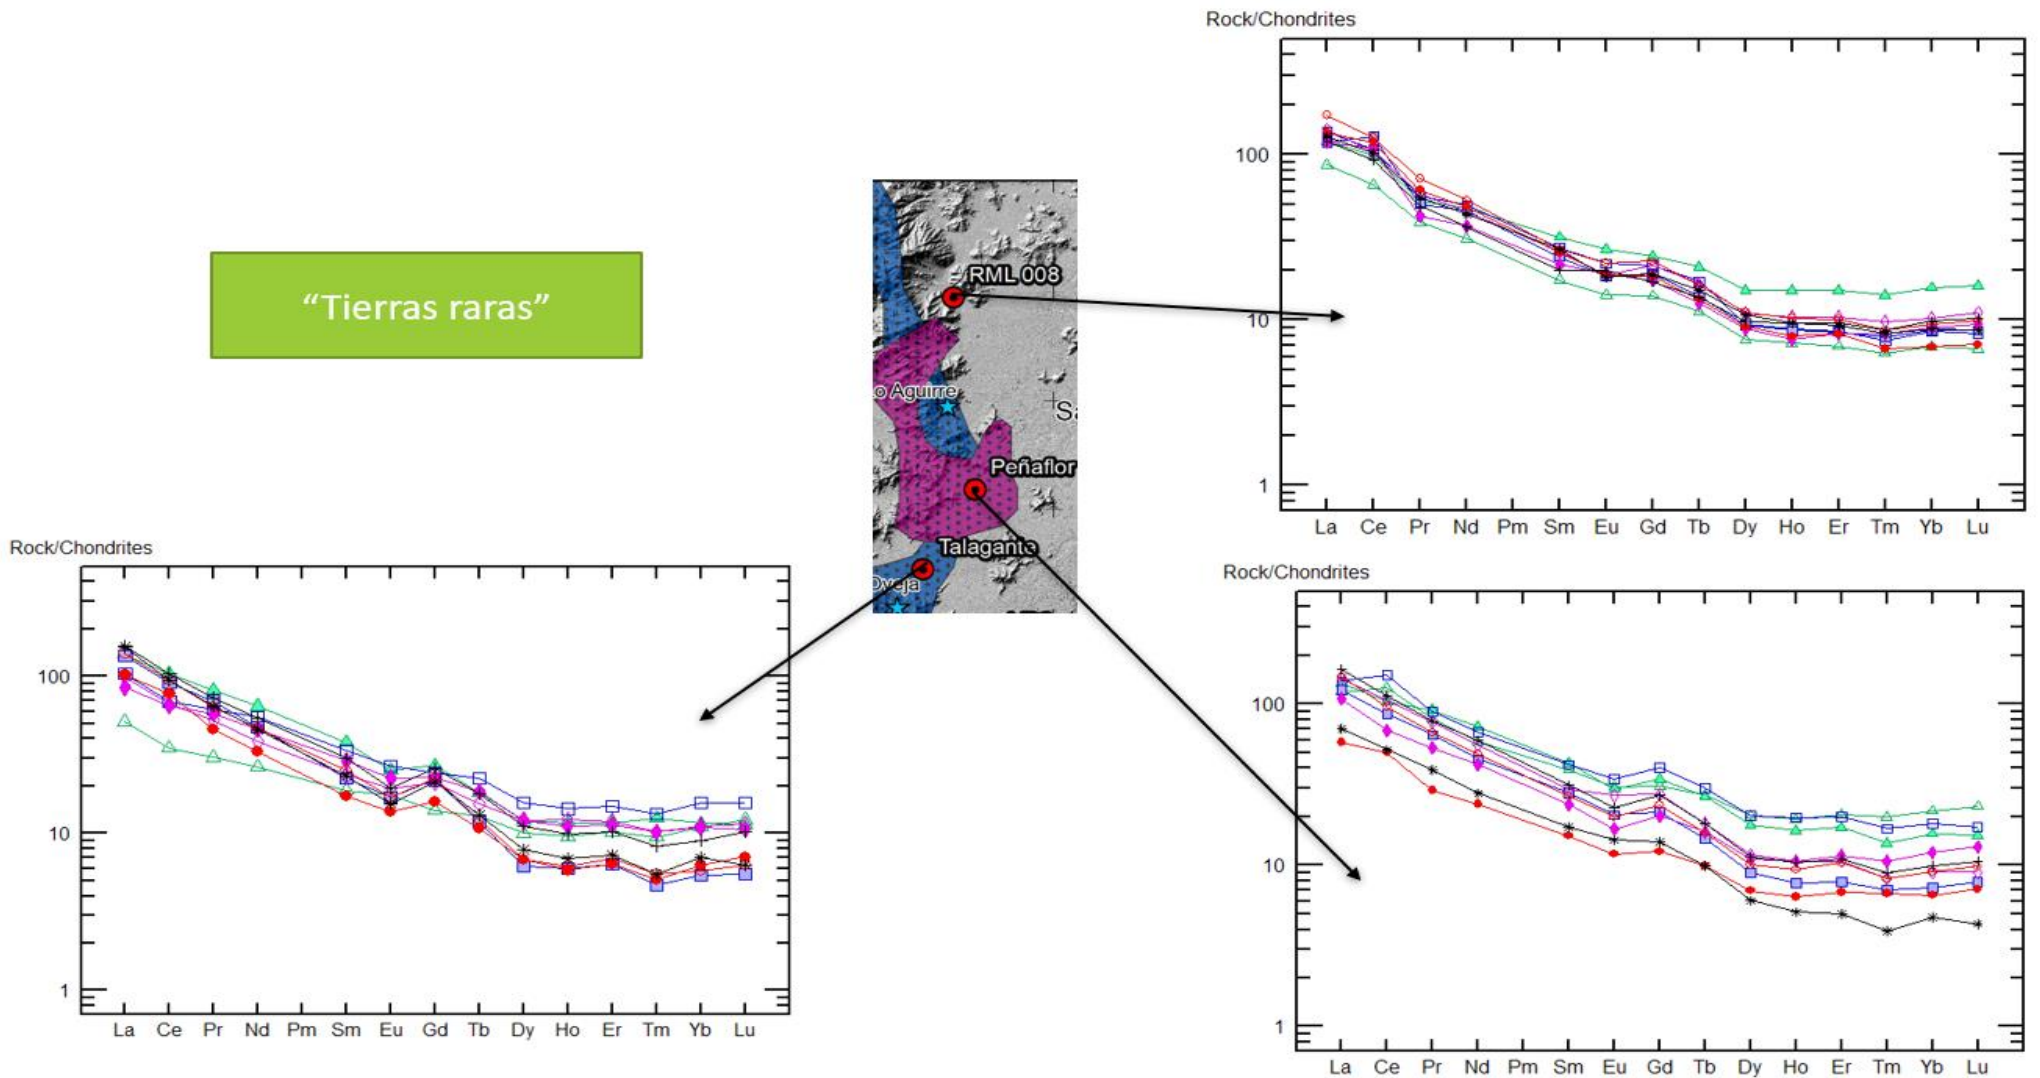 Rock/Chondrites
100
10
1
La Ce Pr Nd Pm Sm Eu Gd Tb Dy Ho Er Tm Yb Lu
“Tierras raras”
RML 008
o Aguirre
Sa
Peñaflor
Talagante
Oveja
Rock/Chondrites
100
10
1
La Ce Pr Nd Pm Sm Eu Gd Tb Dy Ho Er Tm Yb Lu
Rock/Chondrites
100
10
1
La Ce Pr Nd Pm Sm Eu Gd Tb Dy Ho Er Tm Yb Lu